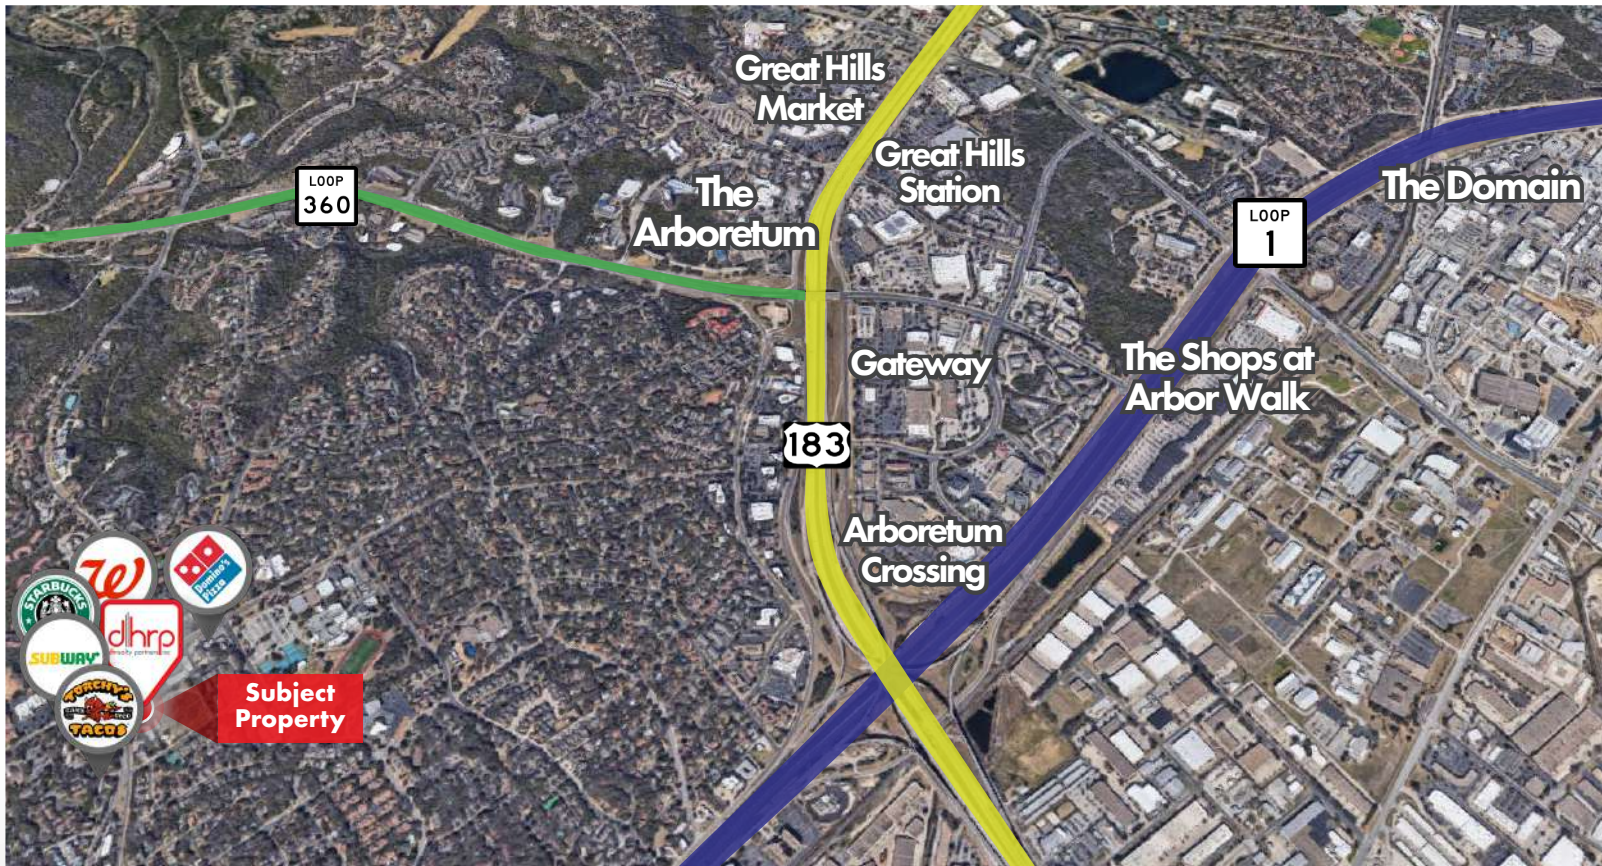 Great Hills
Market
Great Hills
Station
The
Arboretum
LOOP
360
The Domain
LOOP
1
Gateway
The Shops at
Arbor Walk
183
Arboretum
Crossing
W
Domino's
Pizza
STARBUCKS
dhrp
SUBWAY
TORCHY'S
TACOS
Subject
Property